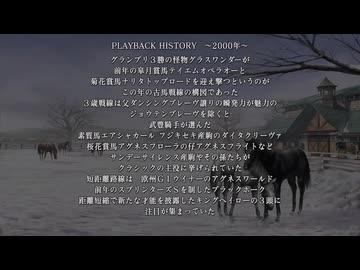 PLAYBACK HISTORY ～2000年～
グランプリ３勝の怪物グラスワンダーが
前年の皐月賞馬テイエムオペラオーと
菊花賞馬ナリタトップロードを迎え撃つというのが
この年の古馬戦線の構図であった
３歳戦線は父ダンシングブレーヴ譲りの瞬発力が魅力の
ジョウテンブレーヴを除くと
武豊騎手が選んだ
素質馬エアシャカール フジキセキ産駒のダイタクリーヴァ
桜花賞馬アグネスフローラの仔アグネスフライトなど
サンデーサイレンス産駒やその孫たちが
クラシックの主役に挙げられていた
短距離路線は 欧州ＧⅠウイナーのアグネスワールド
前年のスプリンターズＳを制したブラックホーク
距離短縮で新たな才能を披露したキングヘイローの３頭に
注目が集まっていた